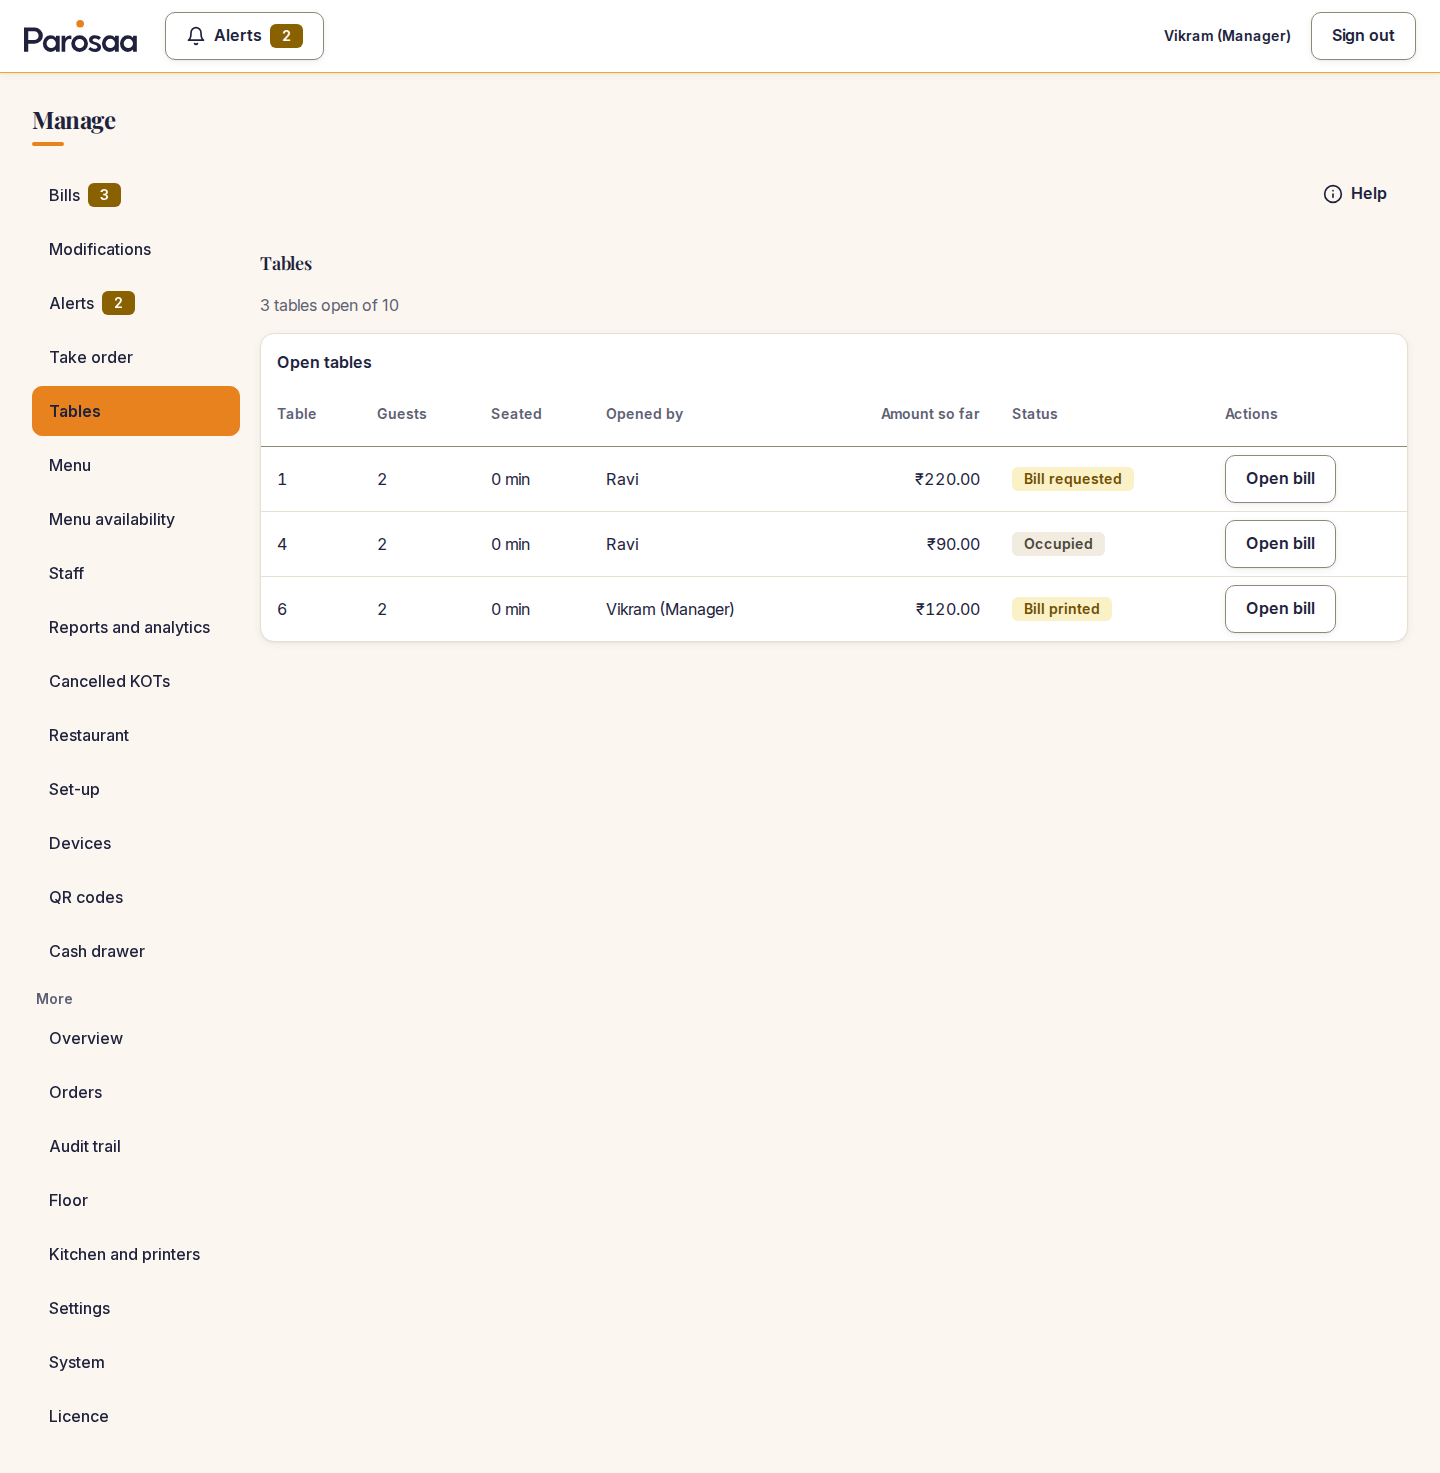 Parosaa
Alerts 2
Vikram (Manager)
Sign out
Manage
Bills 3
Modifications
Alerts 2
Take order
Tables
Menu
Menu availability
Staff
Reports and analytics
Cancelled KOTs
Restaurant
Set-up
Devices
QR codes
Cash drawer
More
Overview
Orders
Audit trail
Floor
Kitchen and printers
Settings
System
Licence
Help
Tables
3 tables open of 10
Open tables
Table Guests Seated Opened by Amount so far Status Actions
1 2 0 min Ravi ₹220.00 Bill requested Open bill
4 2 0 min Ravi ₹90.00 Occupied Open bill
6 2 0 min Vikram (Manager) ₹120.00 Bill printed Open bill